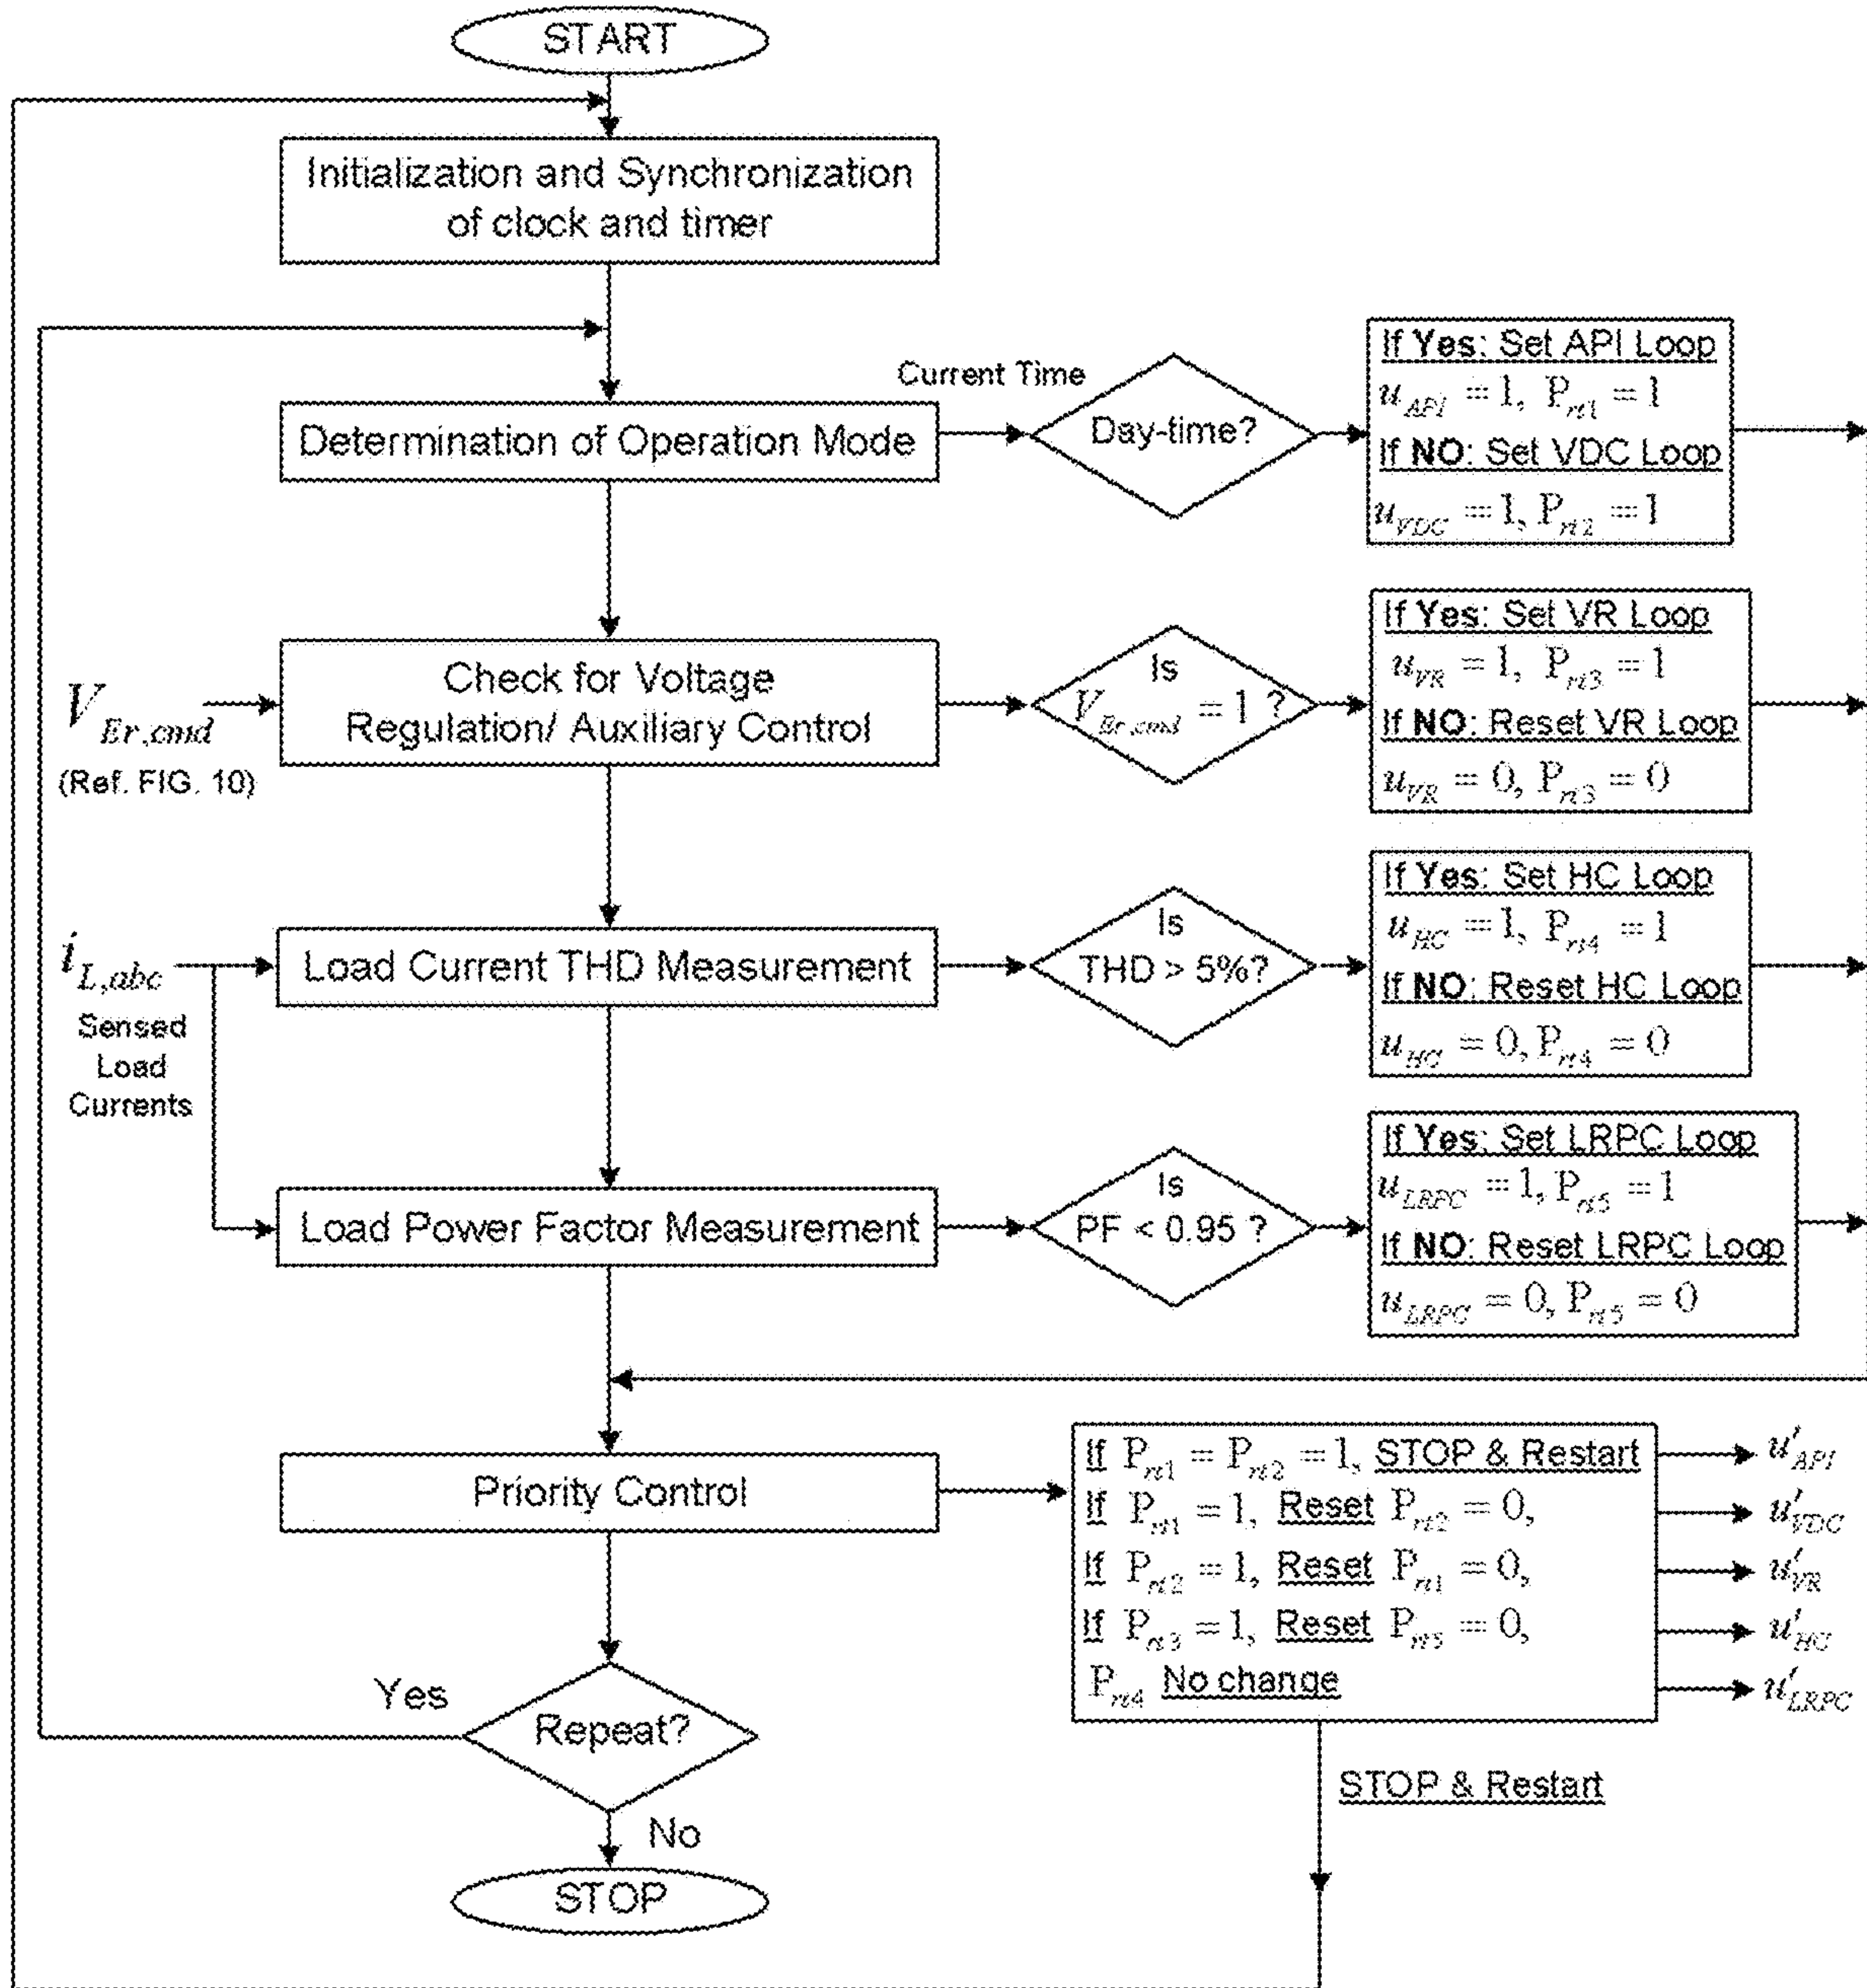 START
Initialization and Synchronization
of clock and timer
Determination of Operation Mode
Current Time
Day-time?
If Yes: Set API Loop
u_API = 1, P_rt1 = 1
If NO: Set VDC Loop
u_VDC = 1, P_rt2 = 1
V_Er,cmd
(Ref. FIG. 10)
Check for Voltage
Regulation/ Auxiliary Control
Is
V_Er,cmd = 1 ?
If Yes: Set VR Loop
u_VR = 1, P_rt3 = 1
If NO: Reset VR Loop
u_VR = 0, P_rt3 = 0
i_L,abc
Sensed
Load
Currents
Load Current THD Measurement
Is
THD > 5%?
If Yes: Set HC Loop
u_HC = 1, P_rt4 = 1
If NO: Reset HC Loop
u_HC = 0, P_rt4 = 0
Load Power Factor Measurement
Is
PF < 0.95 ?
If Yes: Set LRPC Loop
u_LRPC = 1, P_rt5 = 1
If NO: Reset LRPC Loop
u_LRPC = 0, P_rt5 = 0
Priority Control
If P_rt1 = P_rt2 = 1, STOP & Restart
If P_rt1 = 1, Reset P_rt2 = 0,
If P_rt2 = 1, Reset P_rt1 = 0,
If P_rt3 = 1, Reset P_rt5 = 0,
P_rt4 No change
u'_API
u'_VDC
u'_VR
u'_HC
u'_LRPC
Yes
Repeat?
STOP & Restart
No
STOP